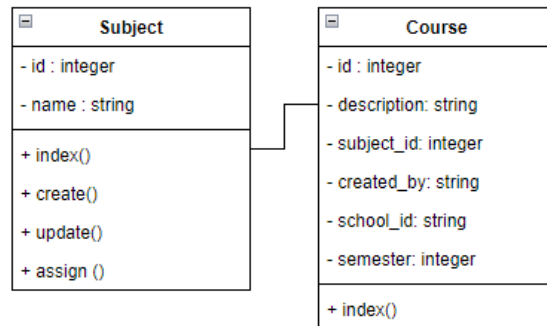 Subject
- id : integer
- name : string
+ index()
+ create()
+ update()
+ assign ()
Course
- id : integer
- description: string
- subject_id: integer
- created_by: string
- school_id: string
- semester: integer
+ index()